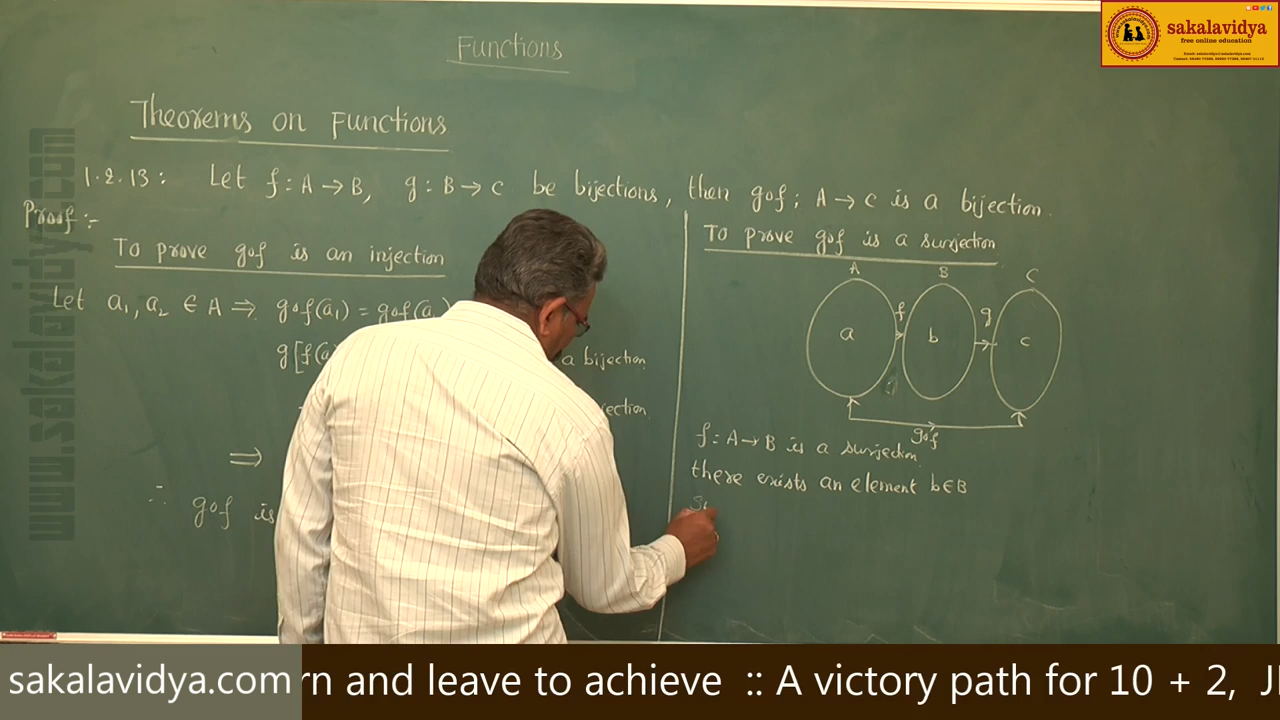 sakalavidya
free online education
Functions
Theorems on Functions
1.2.13: Let f: A → B, g: B → C be bijections, then gof: A → C is a bijection.
Proof :-
To prove gof is an injection
Let a₁, a₂ ∈ A ⇒ gof(a₁) = gof(a
g[f(a
a bijection
ection
⇒
∴ gof is
To prove gof is a surjection
A B C
f g
a b c
gof
f: A → B is a surjection
there exists an element b∈B
www.sakalavidya.com
sakalavidya.com rn and leave to achieve :: A victory path for 10 + 2, JI